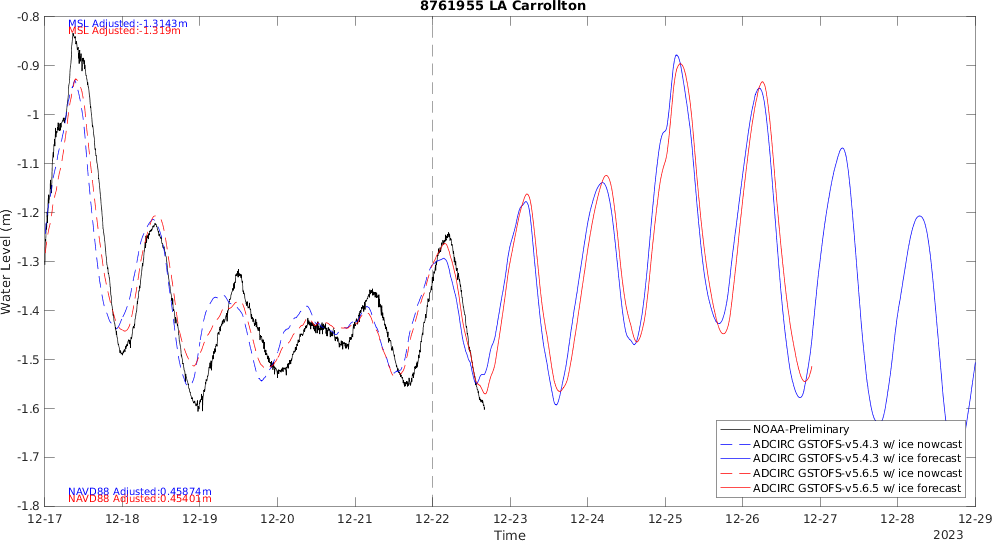 8761955 LA Carrollton
MSL Adjusted:-1.3143m
MSL Adjusted:-1.319m
-0.8
-0.9
-1
-1.1
-1.2
-1.3
-1.4
-1.5
-1.6
-1.7
-1.8
Water Level (m)
NOAA-Preliminary
ADCIRC GSTOFS-v5.4.3 w/ ice nowcast
ADCIRC GSTOFS-v5.4.3 w/ ice forecast
ADCIRC GSTOFS-v5.6.5 w/ ice nowcast
ADCIRC GSTOFS-v5.6.5 w/ ice forecast
NAVD88 Adjusted:0.45874m
NAVD88 Adjusted:0.45401m
12-17 12-18 12-19 12-20 12-21 12-22 12-23 12-24 12-25 12-26 12-27 12-28 12-29
Time
2023